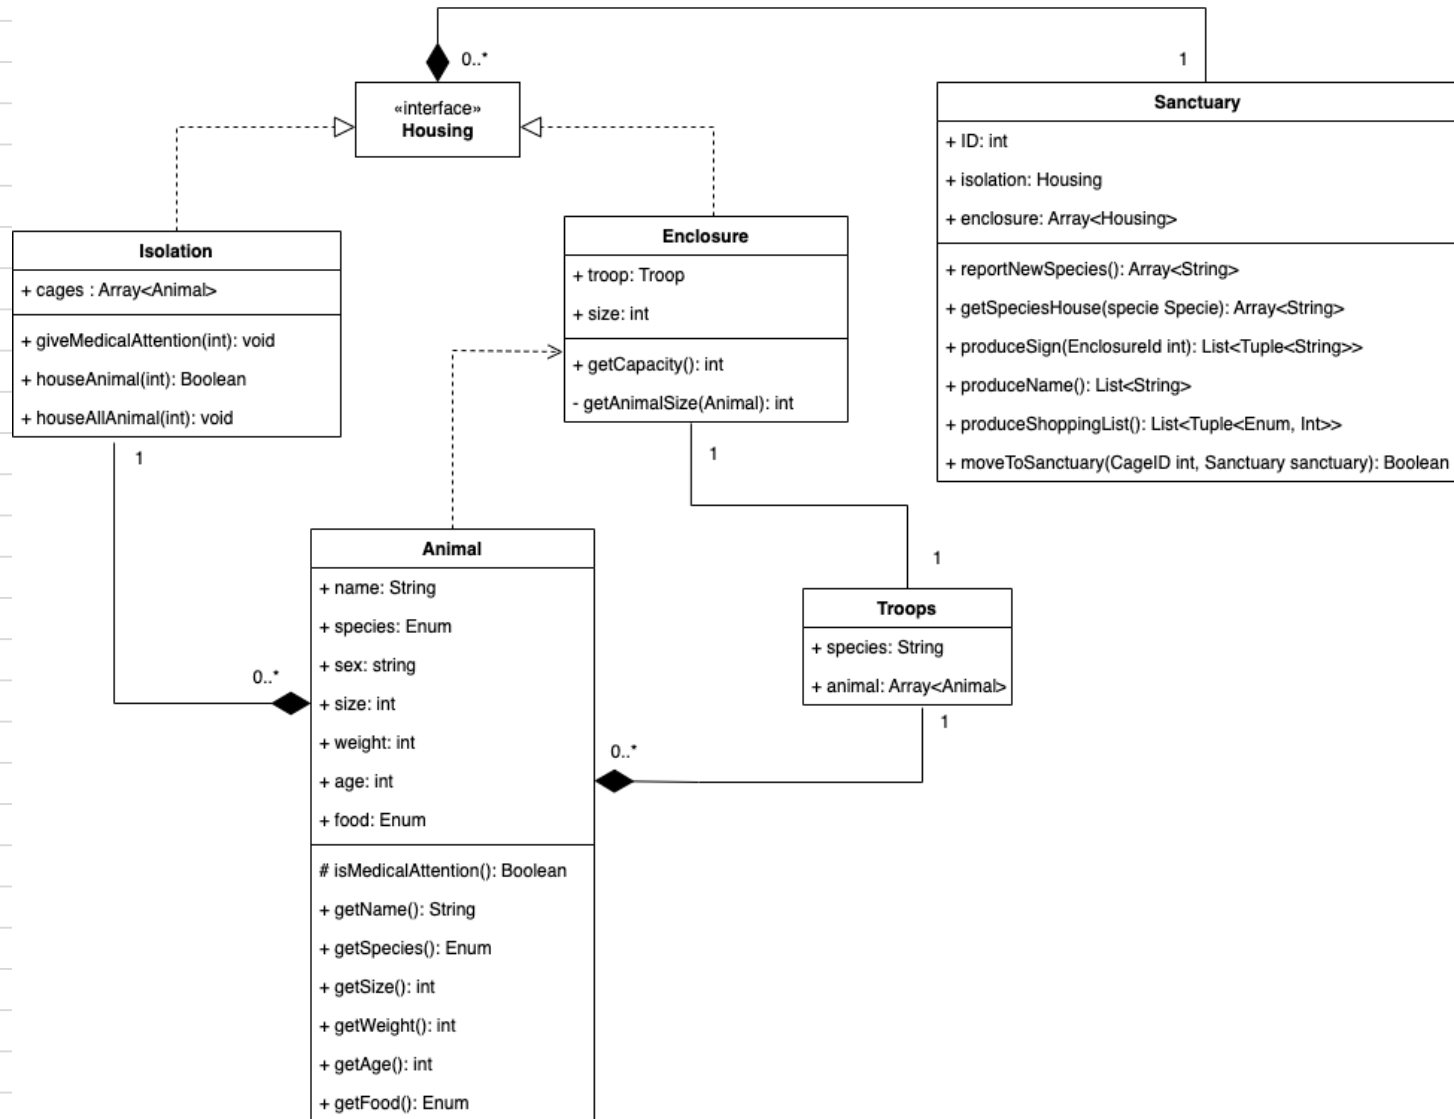 0..*
1
«interface»
Housing
Sanctuary
+ ID: int
+ isolation: Housing
+ enclosure: Array<Housing>
+ reportNewSpecies(): Array<String>
+ getSpeciesHouse(specie Specie): Array<String>
+ produceSign(EnclosureId int): List<Tuple<String>>
+ produceName(): List<String>
+ produceShoppingList(): List<Tuple<Enum, Int>>
+ moveToSanctuary(CageID int, Sanctuary sanctuary): Boolean
Isolation
+ cages : Array<Animal>
+ giveMedicalAttention(int): void
+ houseAnimal(int): Boolean
+ houseAllAnimal(int): void
1
Enclosure
+ troop: Troop
+ size: int
+ getCapacity(): int
- getAnimalSize(Animal): int
1
1
Troops
+ species: String
+ animal: Array<Animal>
1
0..*
0..*
Animal
+ name: String
+ species: Enum
+ sex: string
+ size: int
+ weight: int
+ age: int
+ food: Enum
# isMedicalAttention(): Boolean
+ getName(): String
+ getSpecies(): Enum
+ getSize(): int
+ getWeight(): int
+ getAge(): int
+ getFood(): Enum